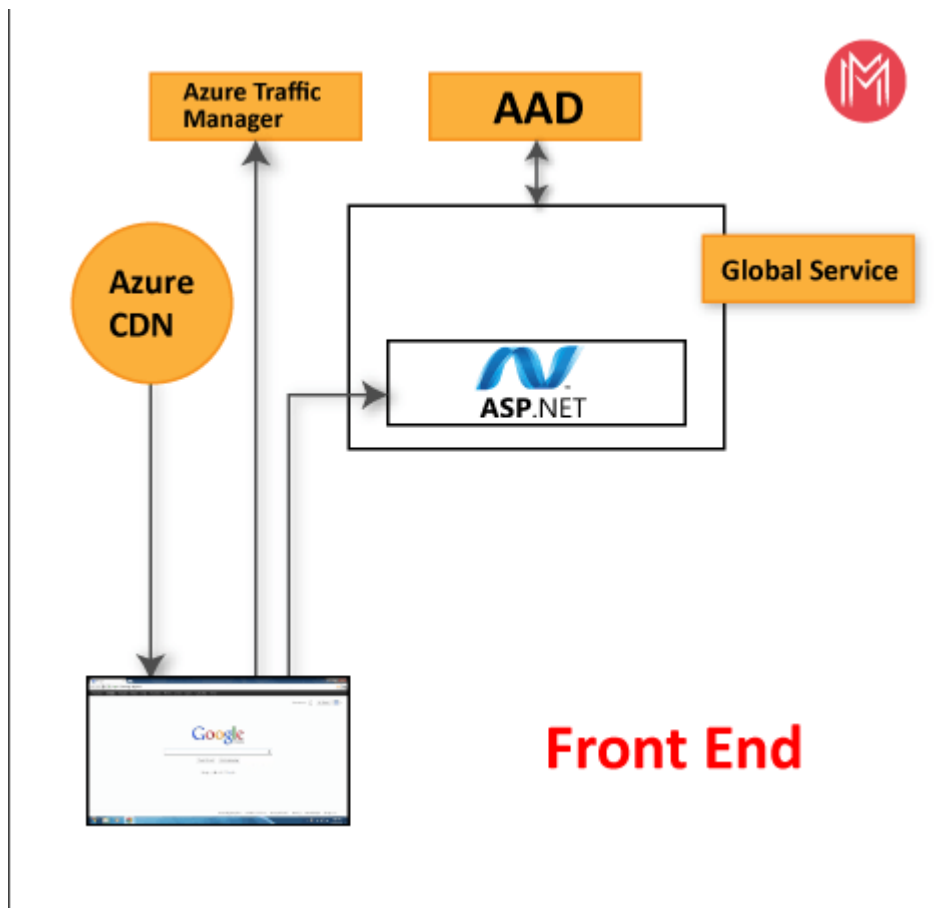 Azure Traffic
Manager
AAD
Global Service
Azure
CDN
ASP.NET
Google
Front End